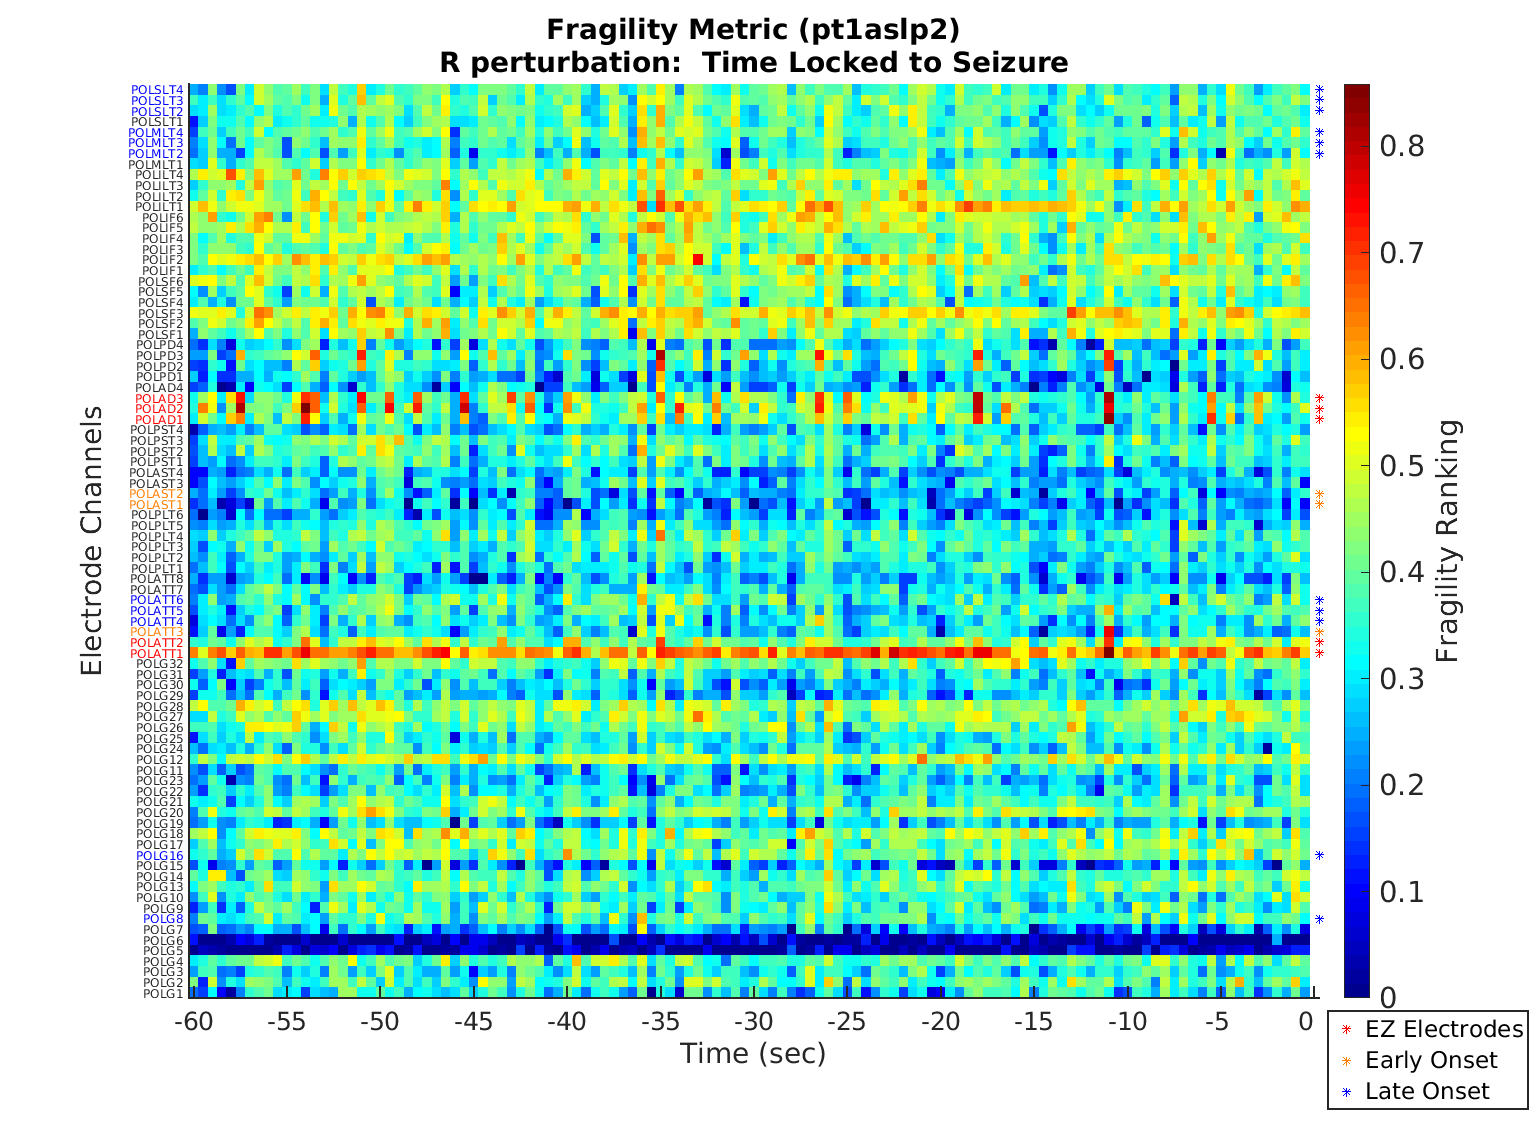 Fragility Metric (pt1aslp2)
R perturbation:  Time Locked to Seizure
Electrode Channels
POLSLT4
POLSLT3
POLSLT2
POLSLT1
POLMLT4
POLMLT3
POLMLT2
POLMLT1
POLILT4
POLILT3
POLILT2
POLILT1
POLIF6
POLIF5
POLIF4
POLIF3
POLIF2
POLIF1
POLSF6
POLSF5
POLSF4
POLSF3
POLSF2
POLSF1
POLPD4
POLPD3
POLPD2
POLPD1
POLAD4
POLAD3
POLAD2
POLAD1
POLPST4
POLPST3
POLPST2
POLPST1
POLAST4
POLAST3
POLAST2
POLAST1
POLPLT6
POLPLT5
POLPLT4
POLPLT3
POLPLT2
POLPLT1
POLATT8
POLATT7
POLATT6
POLATT5
POLATT4
POLATT3
POLATT2
POLATT1
POLG32
POLG31
POLG30
POLG29
POLG28
POLG27
POLG26
POLG25
POLG24
POLG12
POLG11
POLG23
POLG22
POLG21
POLG20
POLG19
POLG18
POLG17
POLG16
POLG15
POLG14
POLG13
POLG10
POLG9
POLG8
POLG7
POLG6
POLG5
POLG4
POLG3
POLG2
POLG1
-60 -55 -50 -45 -40 -35 -30 -25 -20 -15 -10 -5 0
Time (sec)
0.8
0.7
0.6
0.5
0.4
0.3
0.2
0.1
0
Fragility Ranking
EZ Electrodes
Early Onset
Late Onset